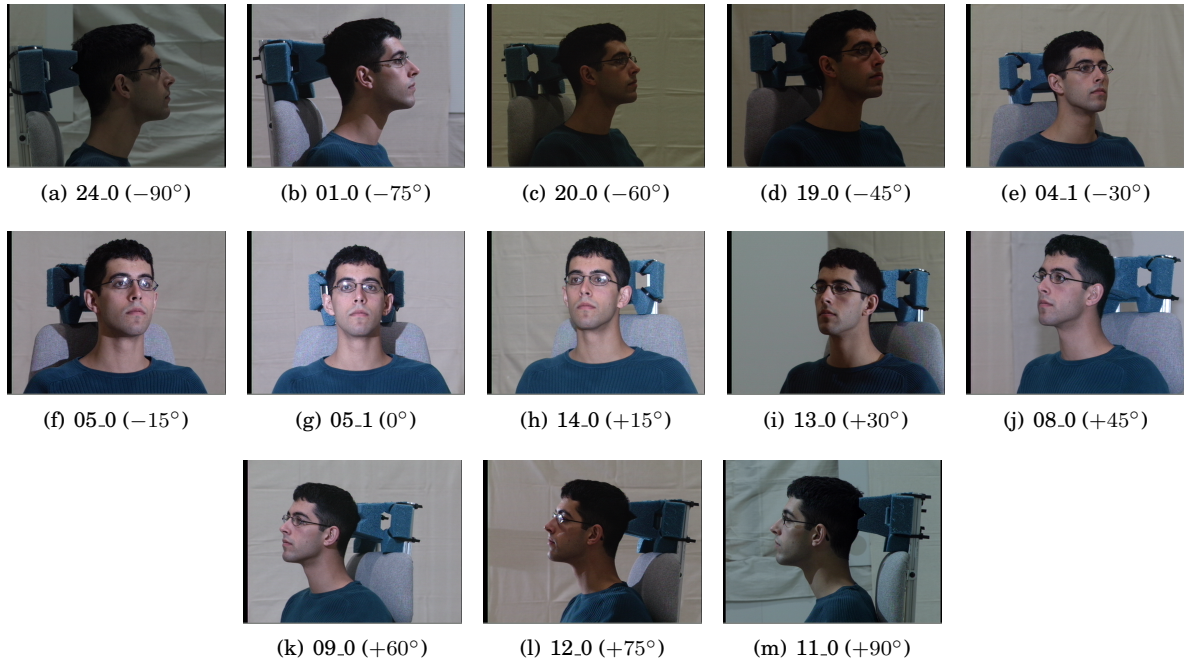 (a) 24_0 (−90°) (b) 01_0 (−75°) (c) 20_0 (−60°) (d) 19_0 (−45°) (e) 04_1 (−30°)
(f) 05_0 (−15°) (g) 05_1 (0°) (h) 14_0 (+15°) (i) 13_0 (+30°) (j) 08_0 (+45°)
(k) 09_0 (+60°) (l) 12_0 (+75°) (m) 11_0 (+90°)